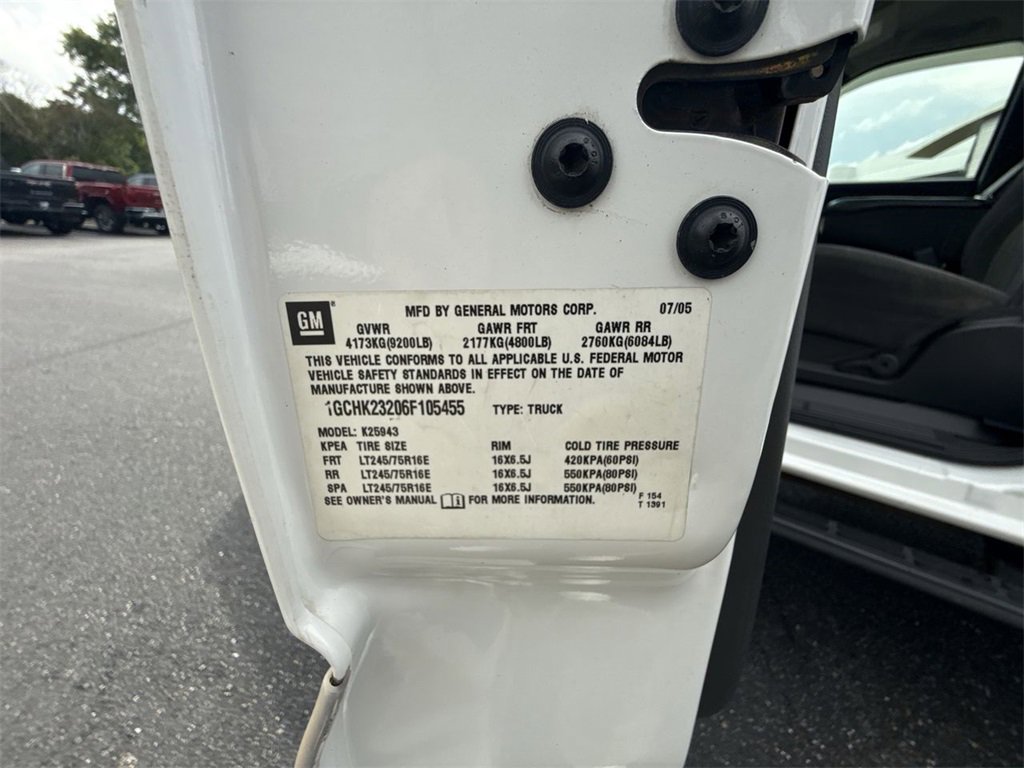 GM ®
MFD BY GENERAL MOTORS CORP. 07/05
GVWR GAWR FRT GAWR RR
4173KG(9200LB) 2177KG(4800LB) 2760KG(6084LB)
THIS VEHICLE CONFORMS TO ALL APPLICABLE U.S. FEDERAL MOTOR
VEHICLE SAFETY STANDARDS IN EFFECT ON THE DATE OF
MANUFACTURE SHOWN ABOVE.
1GCHK23206F105455 TYPE: TRUCK
MODEL: K25943
KPEA TIRE SIZE RIM COLD TIRE PRESSURE
FRT LT245/75R16E 16X6.5J 420KPA(60PSI)
RR LT245/75R16E 16X6.5J 550KPA(80PSI)
SPA LT245/75R16E 16X6.5J 550KPA(80PSI)
SEE OWNER'S MANUAL FOR MORE INFORMATION.
F 154
T 1391